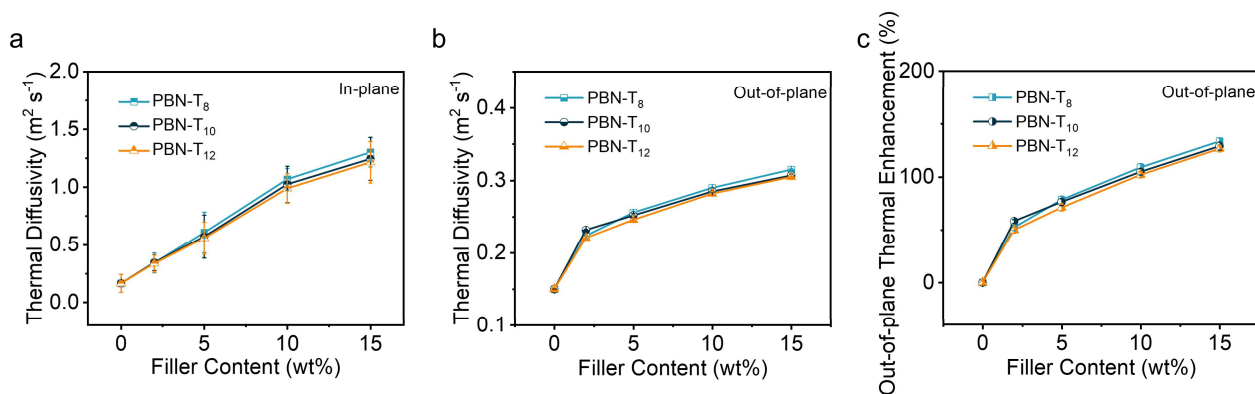 a
Thermal Diffusivity (m² s⁻¹)
2.0
1.5
1.0
0.5
0.0
In-plane
PBN-T₈
PBN-T₁₀
PBN-T₁₂
0 5 10 15
Filler Content (wt%)
b
Thermal Diffusivity (m² s⁻¹)
0.4
0.3
0.2
0.1
Out-of-plane
PBN-T₈
PBN-T₁₀
PBN-T₁₂
0 5 10 15
Filler Content (wt%)
c
Out-of-plane Thermal Enhancement (%)
200
100
0
Out-of-plane
PBN-T₈
PBN-T₁₀
PBN-T₁₂
0 5 10 15
Filler Content (wt%)